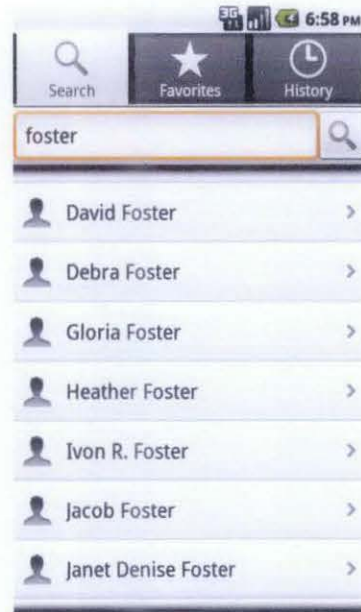 3G
6:58 PM
Search Favorites History
foster
David Foster
Debra Foster
Gloria Foster
Heather Foster
Ivon R. Foster
Jacob Foster
Janet Denise Foster